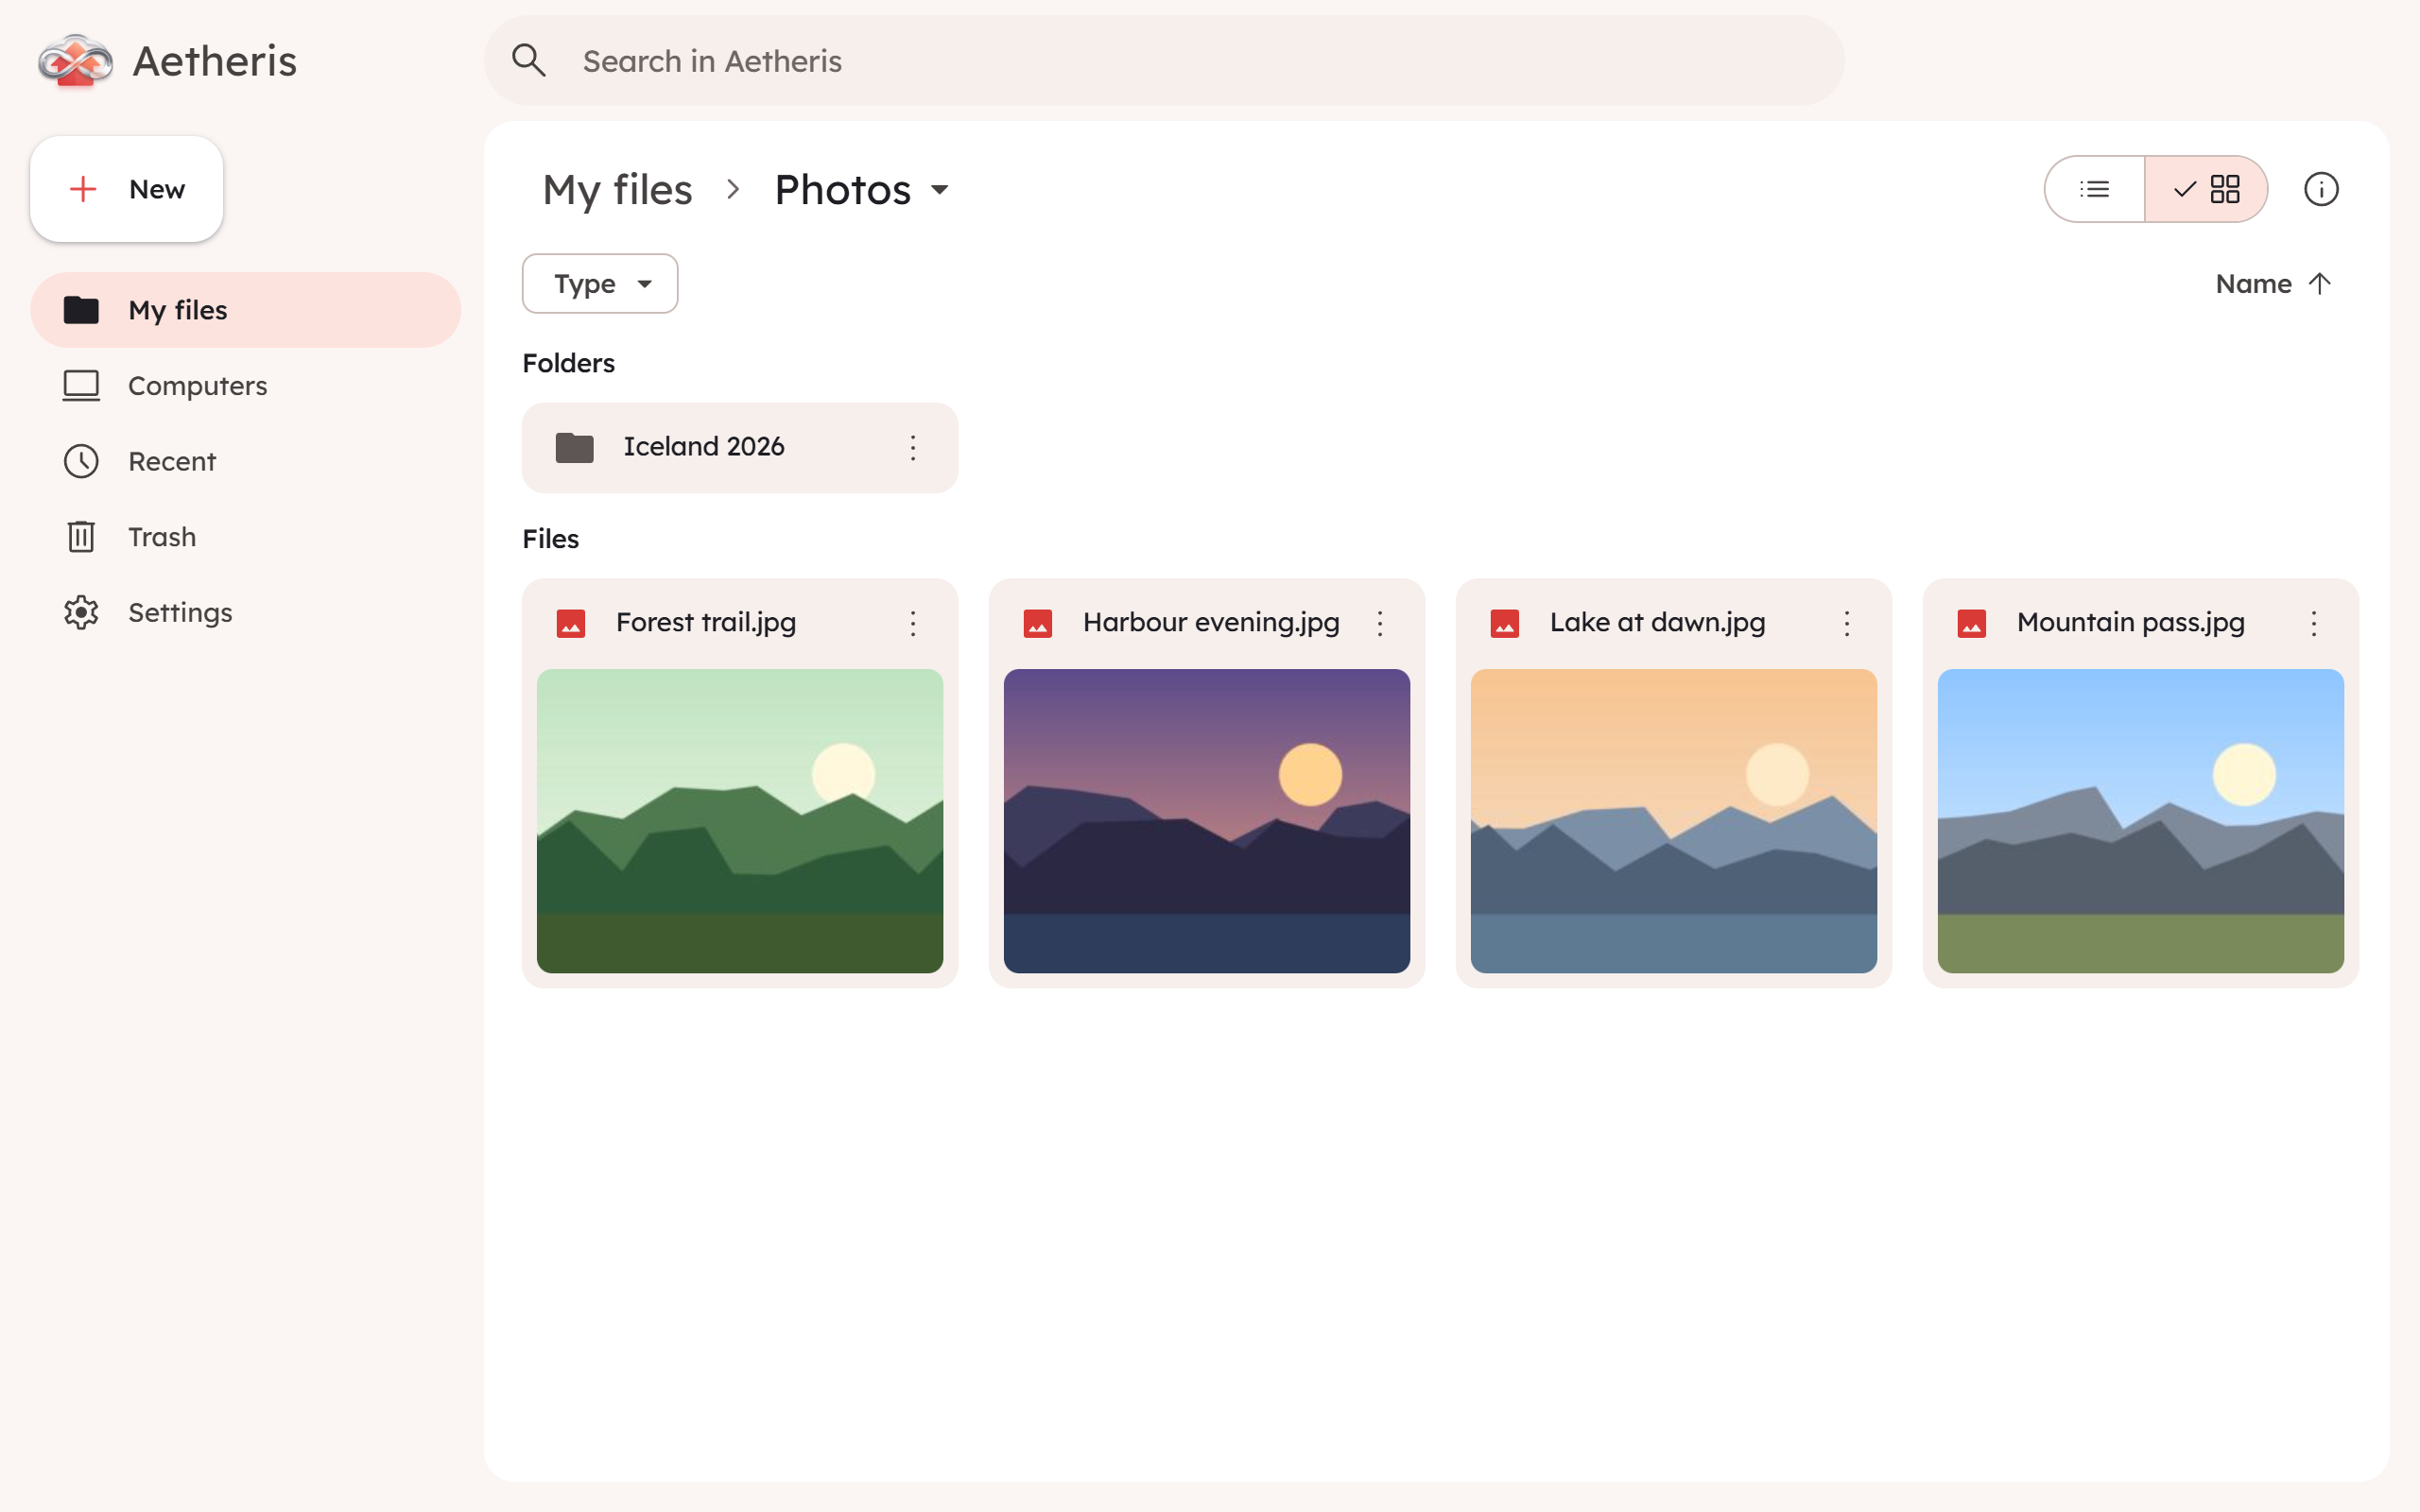 Aetheris
Search in Aetheris
New
My files
Computers
Recent
Trash
Settings
My files
Photos
Type
Name
Folders
Iceland 2026
Files
Forest trail.jpg
Harbour evening.jpg
Lake at dawn.jpg
Mountain pass.jpg